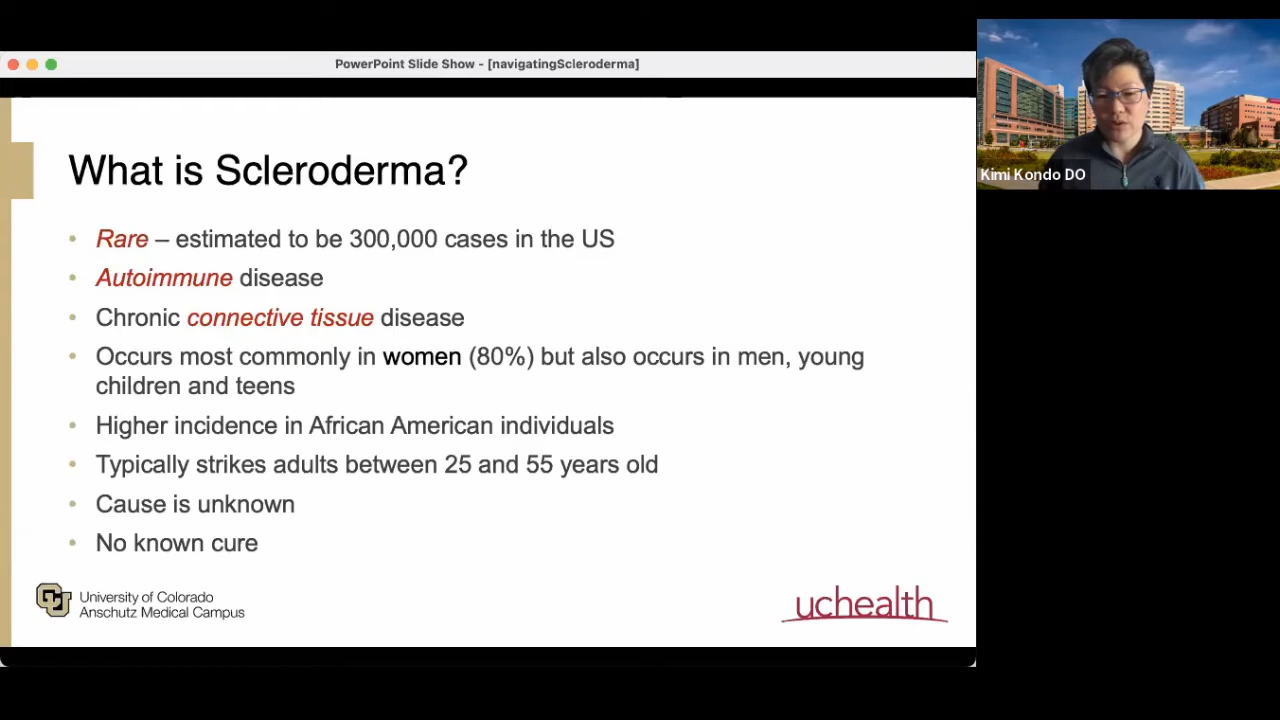 PowerPoint Slide Show - [navigatingScleroderma]
What is Scleroderma?
• Rare – estimated to be 300,000 cases in the US
• Autoimmune disease
• Chronic connective tissue disease
• Occurs most commonly in women (80%) but also occurs in men, young
children and teens
• Higher incidence in African American individuals
• Typically strikes adults between 25 and 55 years old
• Cause is unknown
• No known cure
CU
University of Colorado
Anschutz Medical Campus
uchealth
Kimi Kondo DO